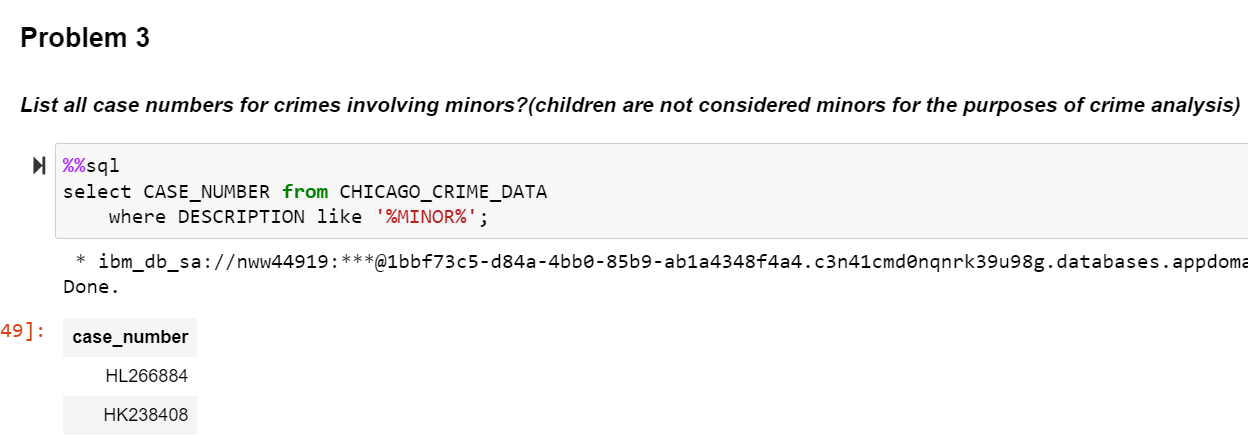 Problem 3
List all case numbers for crimes involving minors?(children are not considered minors for the purposes of crime analysis)
%%sql
select CASE_NUMBER from CHICAGO_CRIME_DATA
where DESCRIPTION like '%MINOR%';
* ibm_db_sa://nww44919:***@1bbf73c5-d84a-4bb0-85b9-ab1a4348f4a4.c3n41cmd0nqnrk39u98g.databases.appdoma
Done.
49]:
case_number
HL266884
HK238408